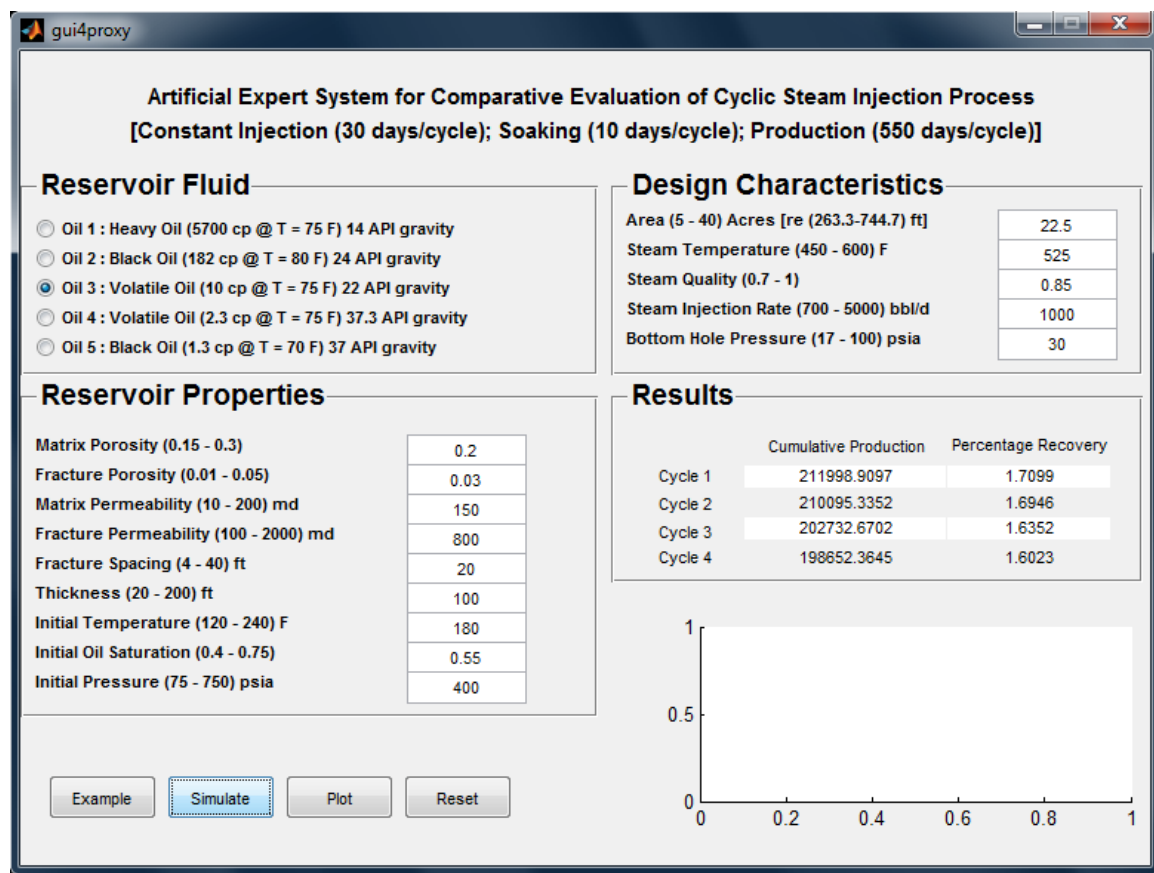 gui4proxy
Artificial Expert System for Comparative Evaluation of Cyclic Steam Injection Process
[Constant Injection (30 days/cycle); Soaking (10 days/cycle); Production (550 days/cycle)]
Reservoir Fluid
Oil 1 : Heavy Oil (5700 cp @ T = 75 F) 14 API gravity
Oil 2 : Black Oil (182 cp @ T = 80 F) 24 API gravity
Oil 3 : Volatile Oil (10 cp @ T = 75 F) 22 API gravity
Oil 4 : Volatile Oil (2.3 cp @ T = 75 F) 37.3 API gravity
Oil 5 : Black Oil (1.3 cp @ T = 70 F) 37 API gravity
Design Characteristics
Area (5 - 40) Acres [re (263.3-744.7) ft] 22.5
Steam Temperature (450 - 600) F 525
Steam Quality (0.7 - 1) 0.85
Steam Injection Rate (700 - 5000) bbl/d 1000
Bottom Hole Pressure (17 - 100) psia 30
Reservoir Properties
Matrix Porosity (0.15 - 0.3) 0.2
Fracture Porosity (0.01 - 0.05) 0.03
Matrix Permeability (10 - 200) md 150
Fracture Permeability (100 - 2000) md 800
Fracture Spacing (4 - 40) ft 20
Thickness (20 - 200) ft 100
Initial Temperature (120 - 240) F 180
Initial Oil Saturation (0.4 - 0.75) 0.55
Initial Pressure (75 - 750) psia 400
Results
Cumulative Production Percentage Recovery
Cycle 1 211998.9097 1.7099
Cycle 2 210095.3352 1.6946
Cycle 3 202732.6702 1.6352
Cycle 4 198652.3645 1.6023
1
0.5
0
0 0.2 0.4 0.6 0.8 1
Example Simulate Plot Reset